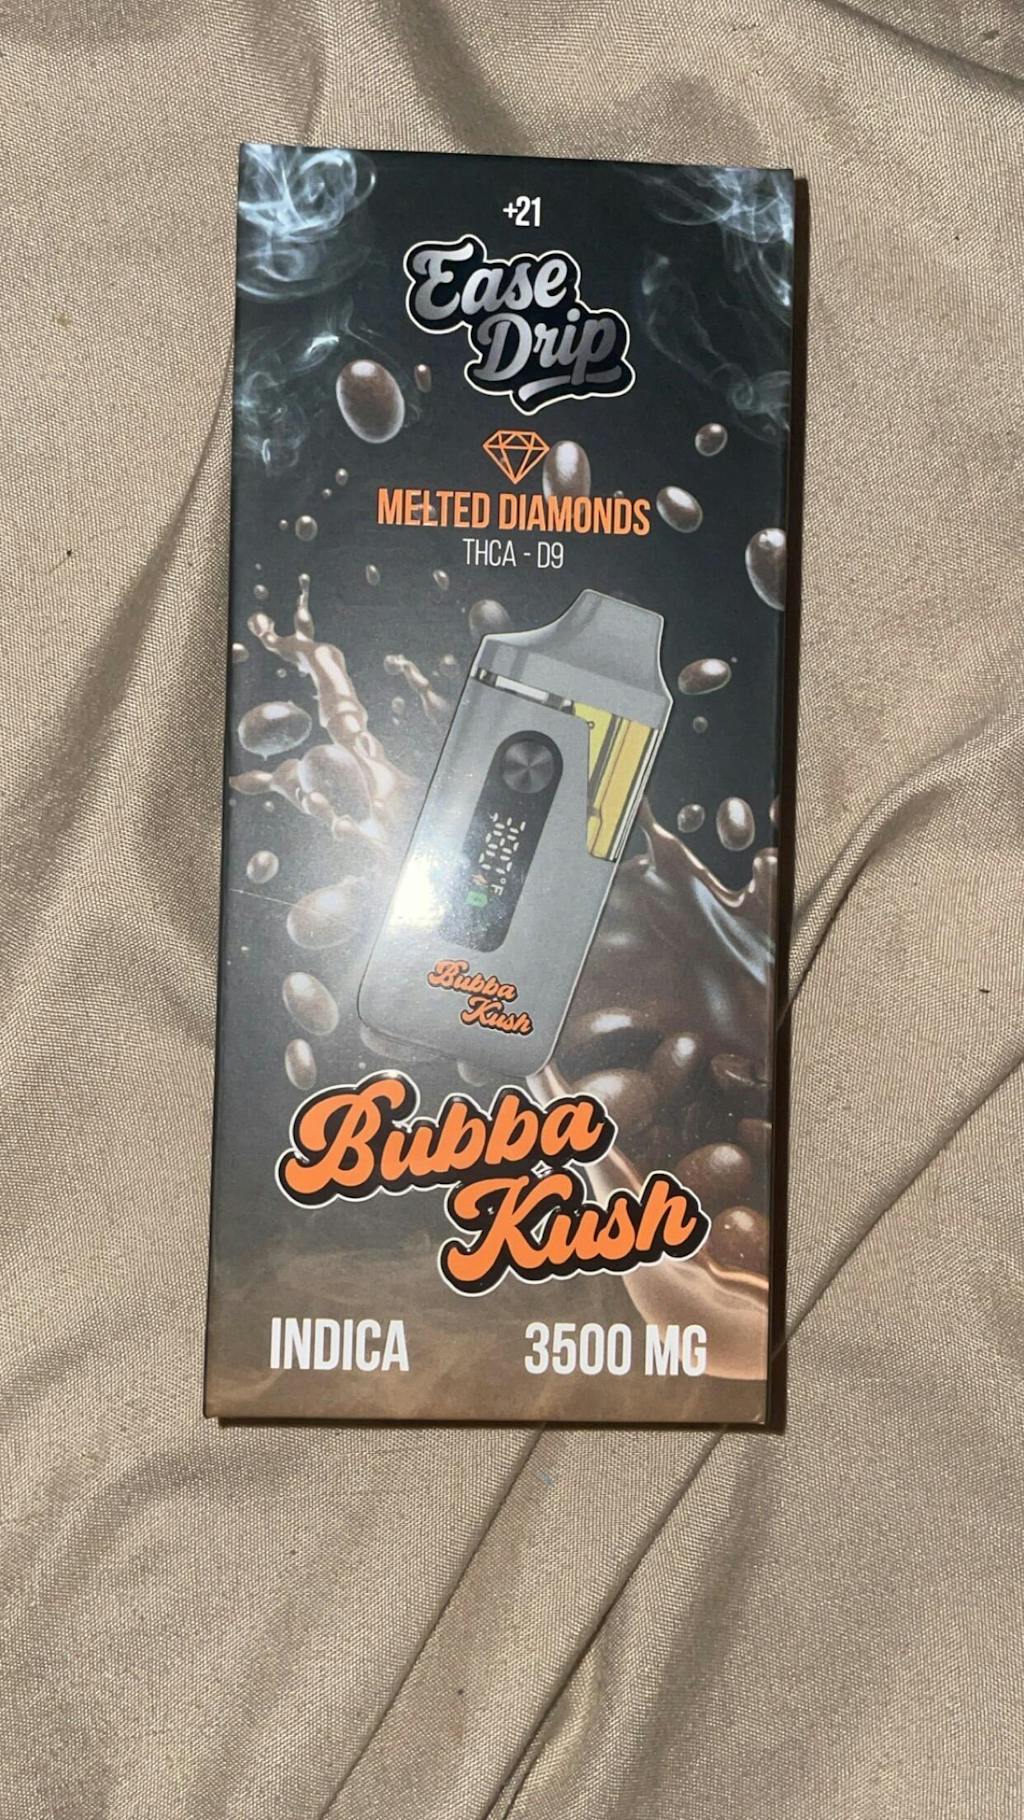 +21
Ease
Drip
MELTED DIAMONDS
THCA - D9
Bubba
Kush
Bubba
Kush
INDICA 3500 MG